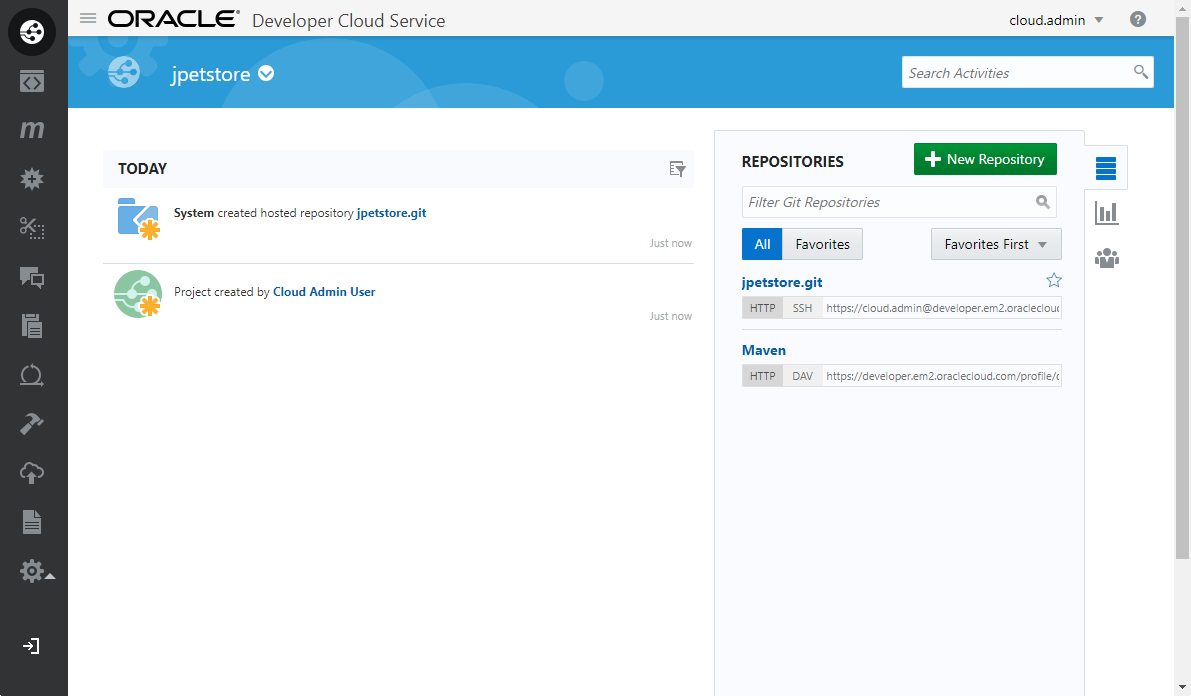 ORACLE® Developer Cloud Service
cloud.admin
?
m
jpetstore
Search Activities
TODAY
System created hosted repository jpetstore.git
Just now
Project created by Cloud Admin User
Just now
REPOSITORIES
New Repository
Filter Git Repositories
All Favorites
Favorites First
jpetstore.git
HTTP SSH https://cloud.admin@developer.em2.oraclecloud
Maven
HTTP DAV https://developer.em2.oraclecloud.com/profile/